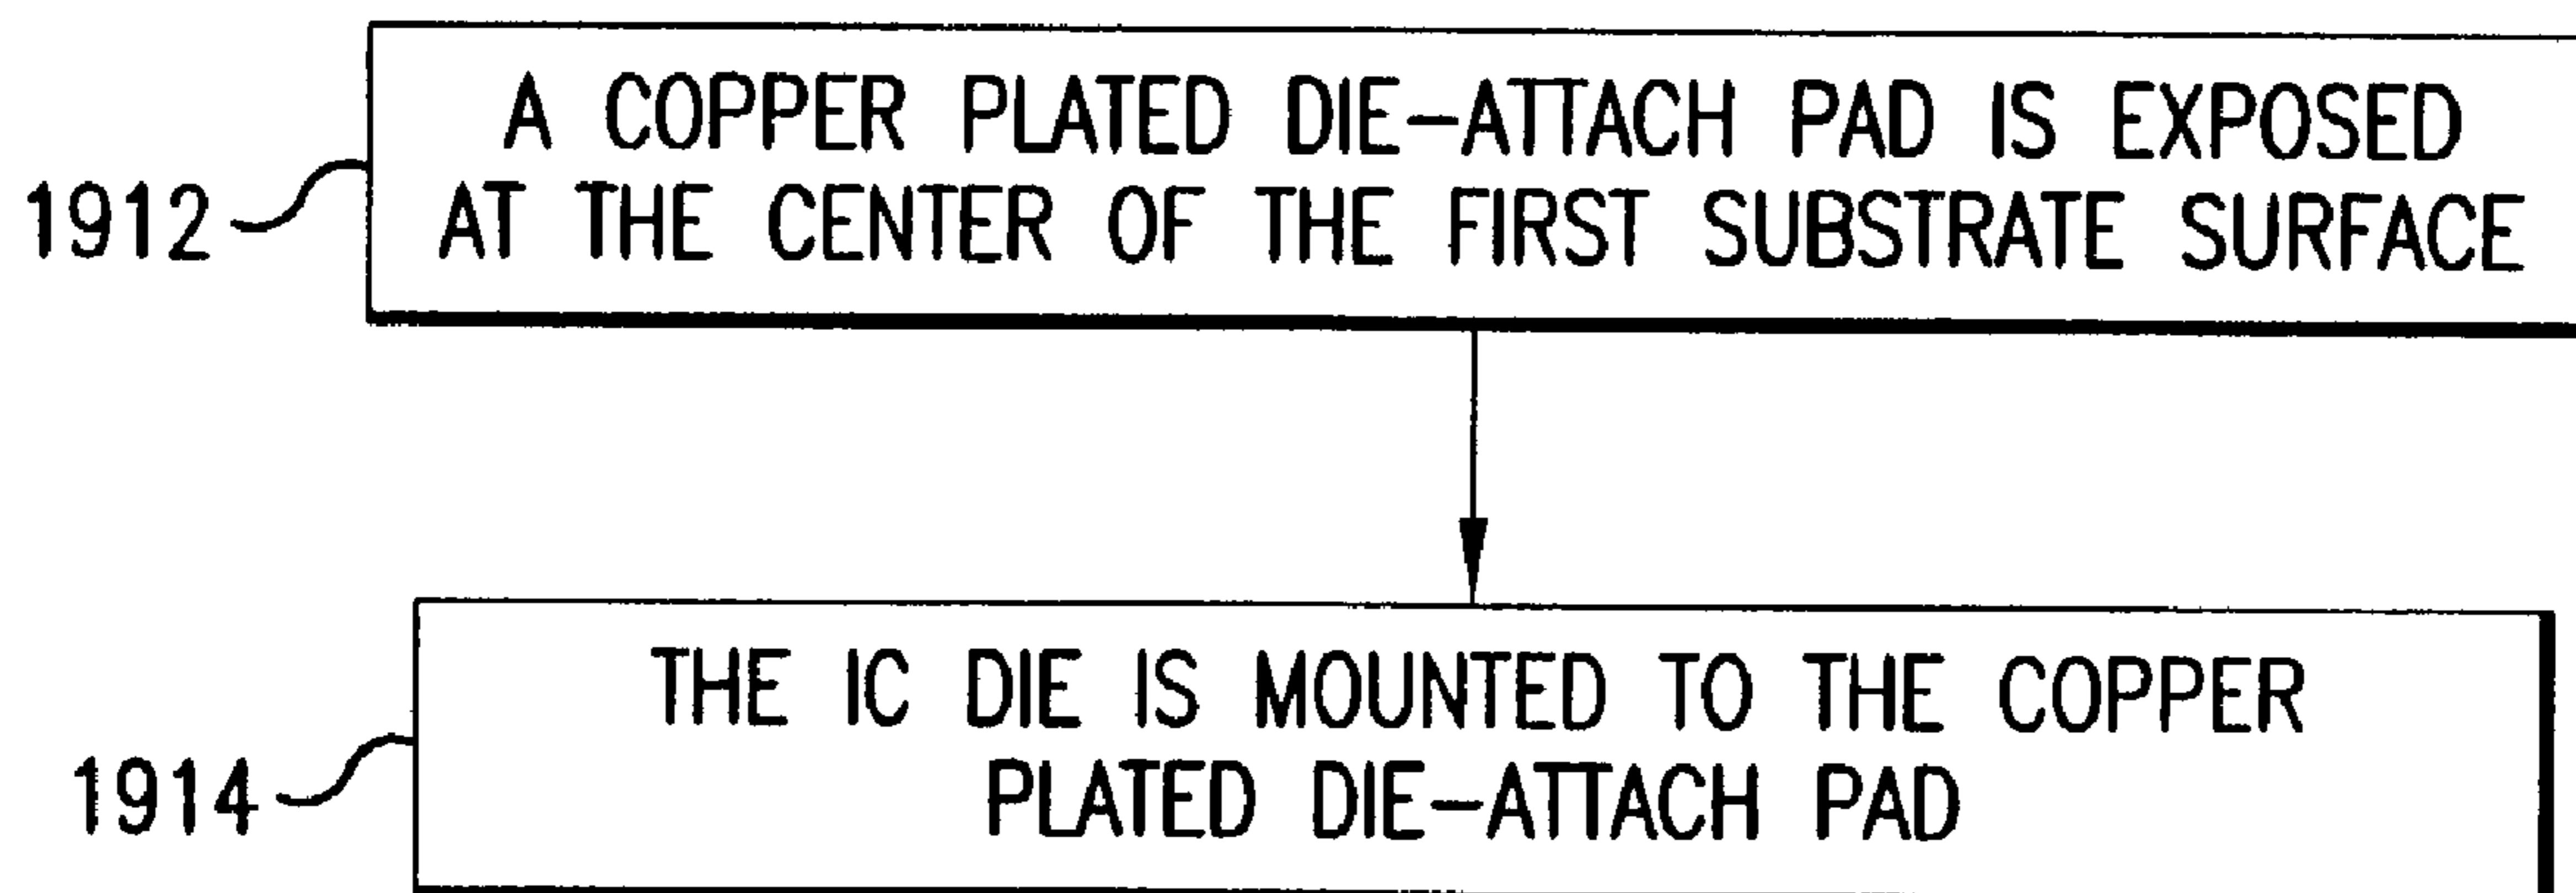 A COPPER PLATED DIE-ATTACH PAD IS EXPOSED
AT THE CENTER OF THE FIRST SUBSTRATE SURFACE
1912
THE IC DIE IS MOUNTED TO THE COPPER
PLATED DIE-ATTACH PAD
1914